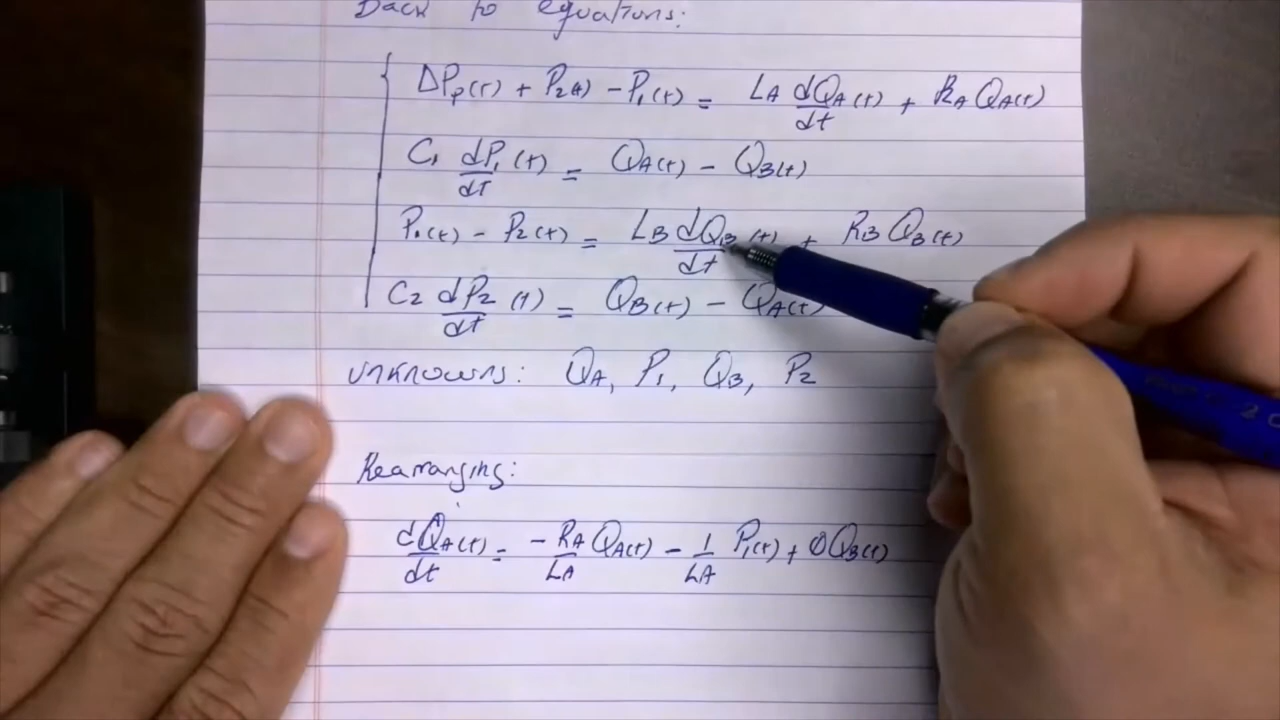 Back to equations:
ΔPp(t) + P2(t) - P1(t) = LA dQA(t)/dt + RA QA(t)
C1 dP1(t)/dt = QA(t) - QB(t)
P1(t) - P2(t) = LB dQB(t)/dt + RB QB(t)
C2 dP2(t)/dt = QB(t) - QA(t)
unknowns: QA, P1, QB, P2
Rearranging:
dQA(t)/dt = -RA/LA QA(t) - 1/LA P1(t) + 0QB(t)